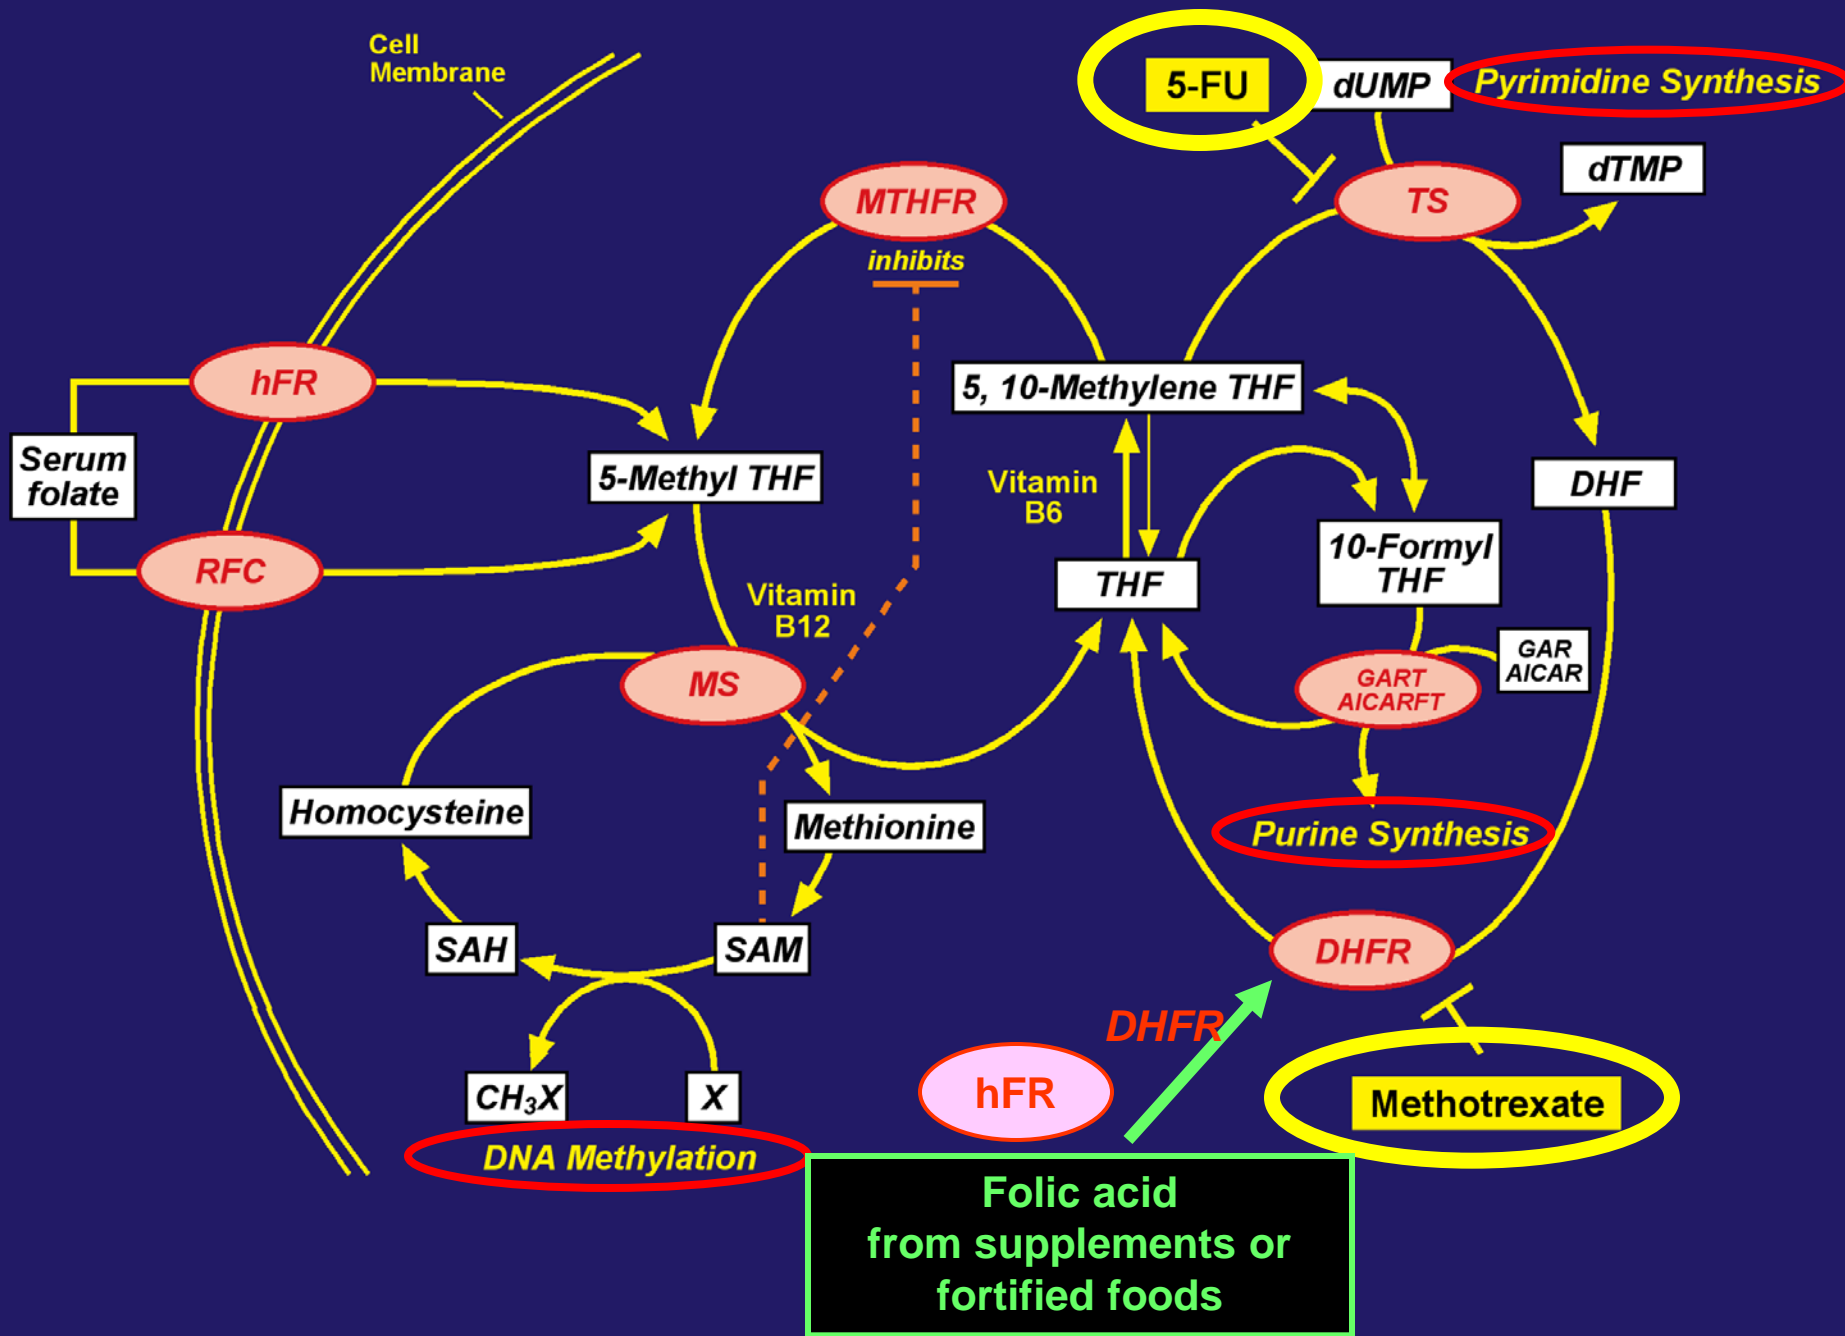 Cell
Membrane
5-FU
dUMP
Pyrimidine Synthesis
dTMP
MTHFR
inhibits
TS
hFR
5, 10-Methylene THF
Serum
folate
5-Methyl THF
Vitamin
B6
DHF
10-Formyl
THF
RFC
THF
Vitamin
B12
GAR
AICAR
MS
GART
AICARFT
Homocysteine
Methionine
Purine Synthesis
SAH
SAM
DHFR
DHFR
hFR
CH₃X
X
Methotrexate
DNA Methylation
Folic acid
from supplements or
fortified foods